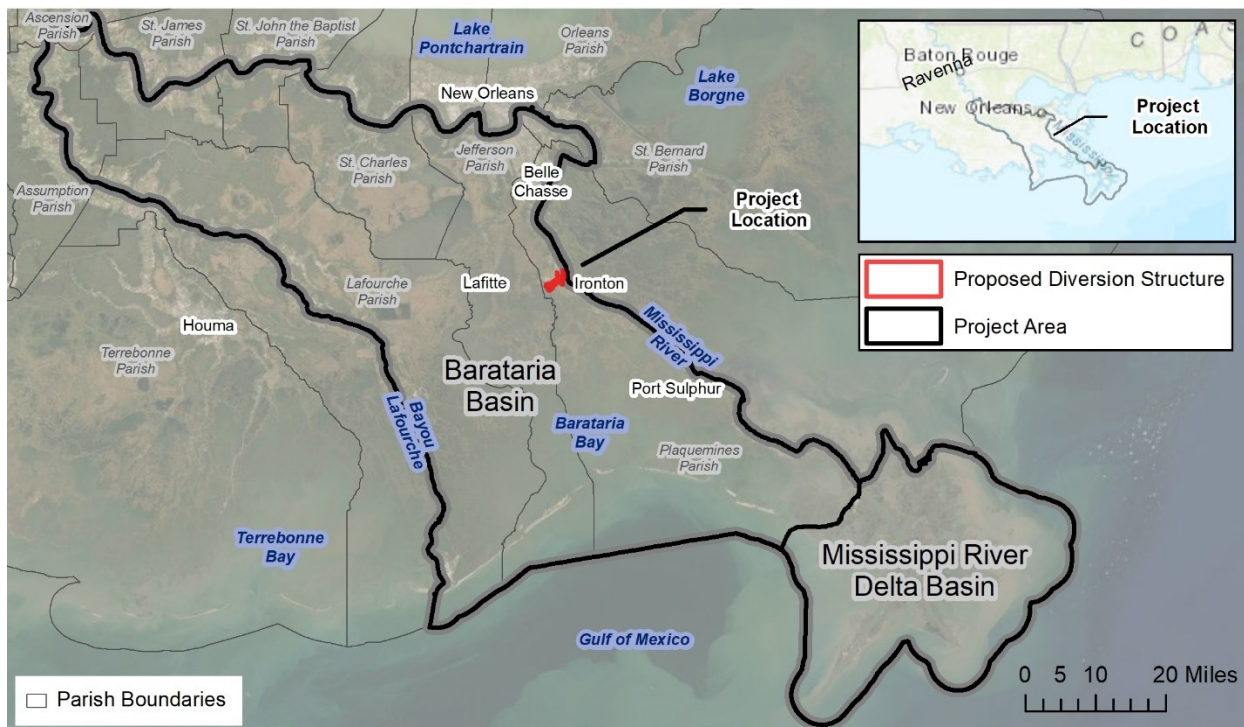 Ascension
Parish
St. James
Parish
St. John the Baptist
Parish
Lake
Pontchartrain
Orleans
Parish
Lake
Borgne
New Orleans
St. Charles
Parish
Jefferson
Parish
St. Bernard
Parish
Belle
Chasse
Assumption
Parish
Project
Location
Lafourche
Parish
Lafitte
Ironton
Houma
Terrebonne
Parish
Mississippi
River
Barataria
Basin
Port Sulphur
Bayou
Lafourche
Barataria
Bay
Plaquemines
Parish
Terrebonne
Bay
Mississippi River
Delta Basin
Gulf of Mexico
Baton Rouge
Ravenna
New Orleans
C O A S
Project
Location
Mississippi
Proposed Diversion Structure
Project Area
Parish Boundaries
0 5 10 20 Miles